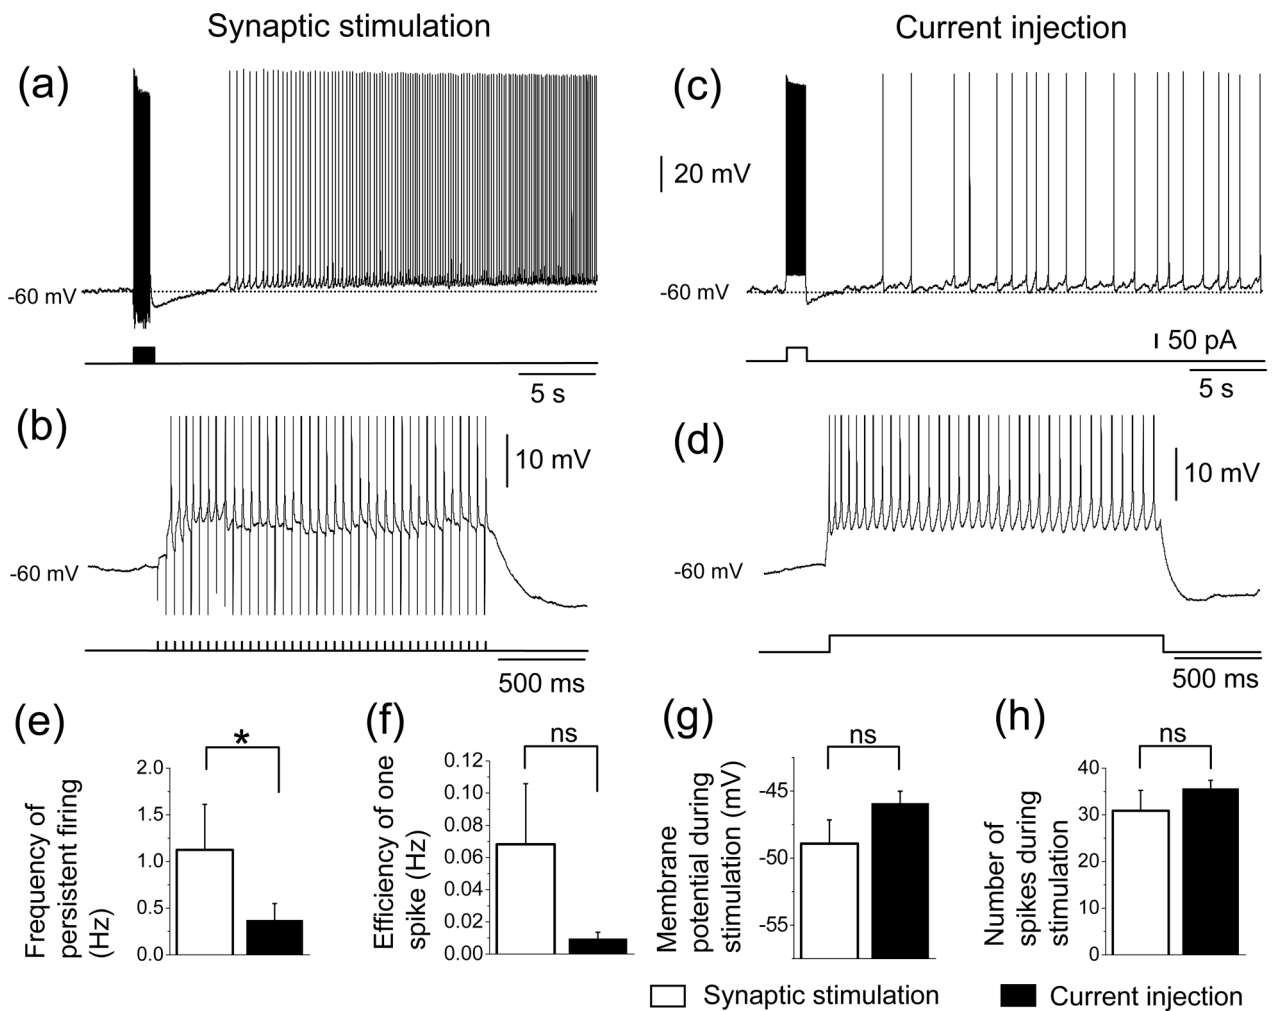 Synaptic stimulation
Current injection
(a)
-60 mV
5 s
(c)
20 mV
-60 mV
50 pA
5 s
(b)
10 mV
-60 mV
500 ms
(d)
10 mV
-60 mV
500 ms
(e)
*
Frequency of
persistent firing
(Hz)
2.0
1.5
1.0
0.5
0.0
(f)
ns
Efficiency of one
spike (Hz)
0.12
0.10
0.08
0.06
0.04
0.02
0.00
(g)
ns
Membrane
potential during
stimulation (mV)
-45
-50
-55
(h)
ns
Number of
spikes during
stimulation
40
30
20
10
0
Synaptic stimulation
Current injection